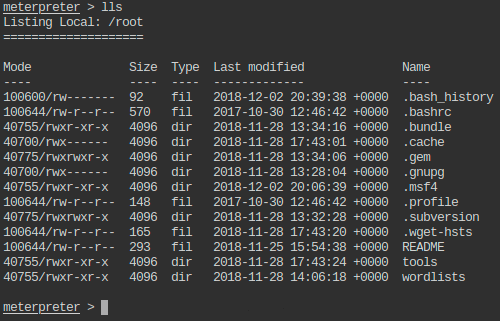 meterpreter > lls
Listing Local: /root
====================
Mode Size Type Last modified Name
---- ---- ---- ------------- ----
100600/rw------- 92 fil 2018-12-02 20:39:38 +0000 .bash_history
100644/rw-r--r-- 570 fil 2017-10-30 12:46:42 +0000 .bashrc
40755/rwxr-xr-x 4096 dir 2018-11-28 13:34:16 +0000 .bundle
40700/rwx------ 4096 dir 2018-11-28 17:43:01 +0000 .cache
40775/rwxrwxr-x 4096 dir 2018-11-28 13:34:06 +0000 .gem
40700/rwx------ 4096 dir 2018-11-28 13:28:04 +0000 .gnupg
40755/rwxr-xr-x 4096 dir 2018-12-02 20:06:39 +0000 .msf4
100644/rw-r--r-- 148 fil 2017-10-30 12:46:42 +0000 .profile
40775/rwxrwxr-x 4096 dir 2018-11-28 13:32:28 +0000 .subversion
100644/rw-r--r-- 165 fil 2018-11-28 17:43:20 +0000 .wget-hsts
100644/rw-r--r-- 293 fil 2018-11-25 15:54:38 +0000 README
40755/rwxr-xr-x 4096 dir 2018-11-28 17:43:24 +0000 tools
40755/rwxr-xr-x 4096 dir 2018-11-28 14:06:18 +0000 wordlists
meterpreter >